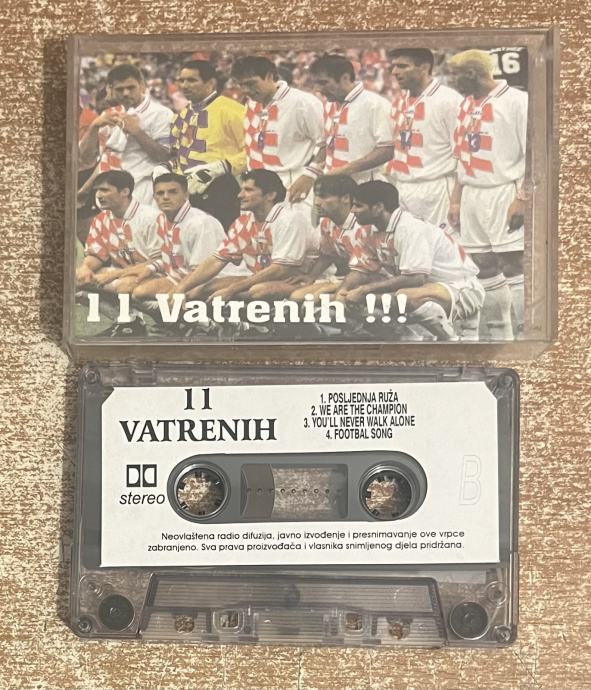 16
11 Vatrenih !!!
11
VATRENIH
1. POSLJEDNJA RUŽA
2. WE ARE THE CHAMPION
3. YOU'LL NEVER WALK ALONE
4. FOOTBAL SONG
stereo
B
Neovlaštena radio difuzija, javno izvođenje i presnimavanje ove vrpce
zabranjeno. Sva prava proizvođača i vlasnika snimljenog djela pridržana.